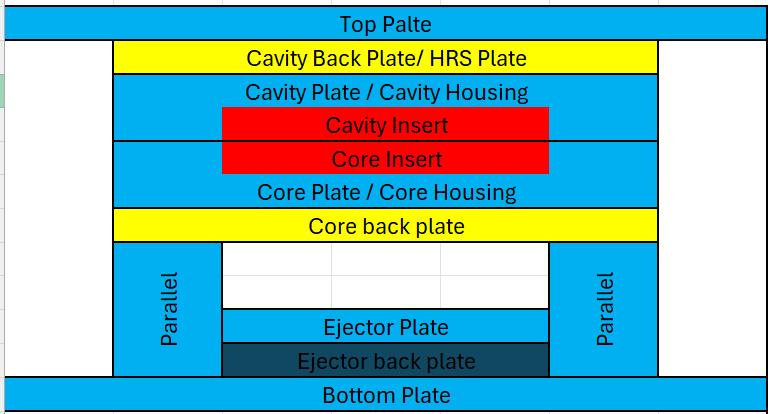 Top Palte
Cavity Back Plate/ HRS Plate
Cavity Plate / Cavity Housing
Cavity Insert
Core Insert
Core Plate / Core Housing
Core back plate
Parallel
Parallel
Ejector Plate
Ejector back plate
Bottom Plate